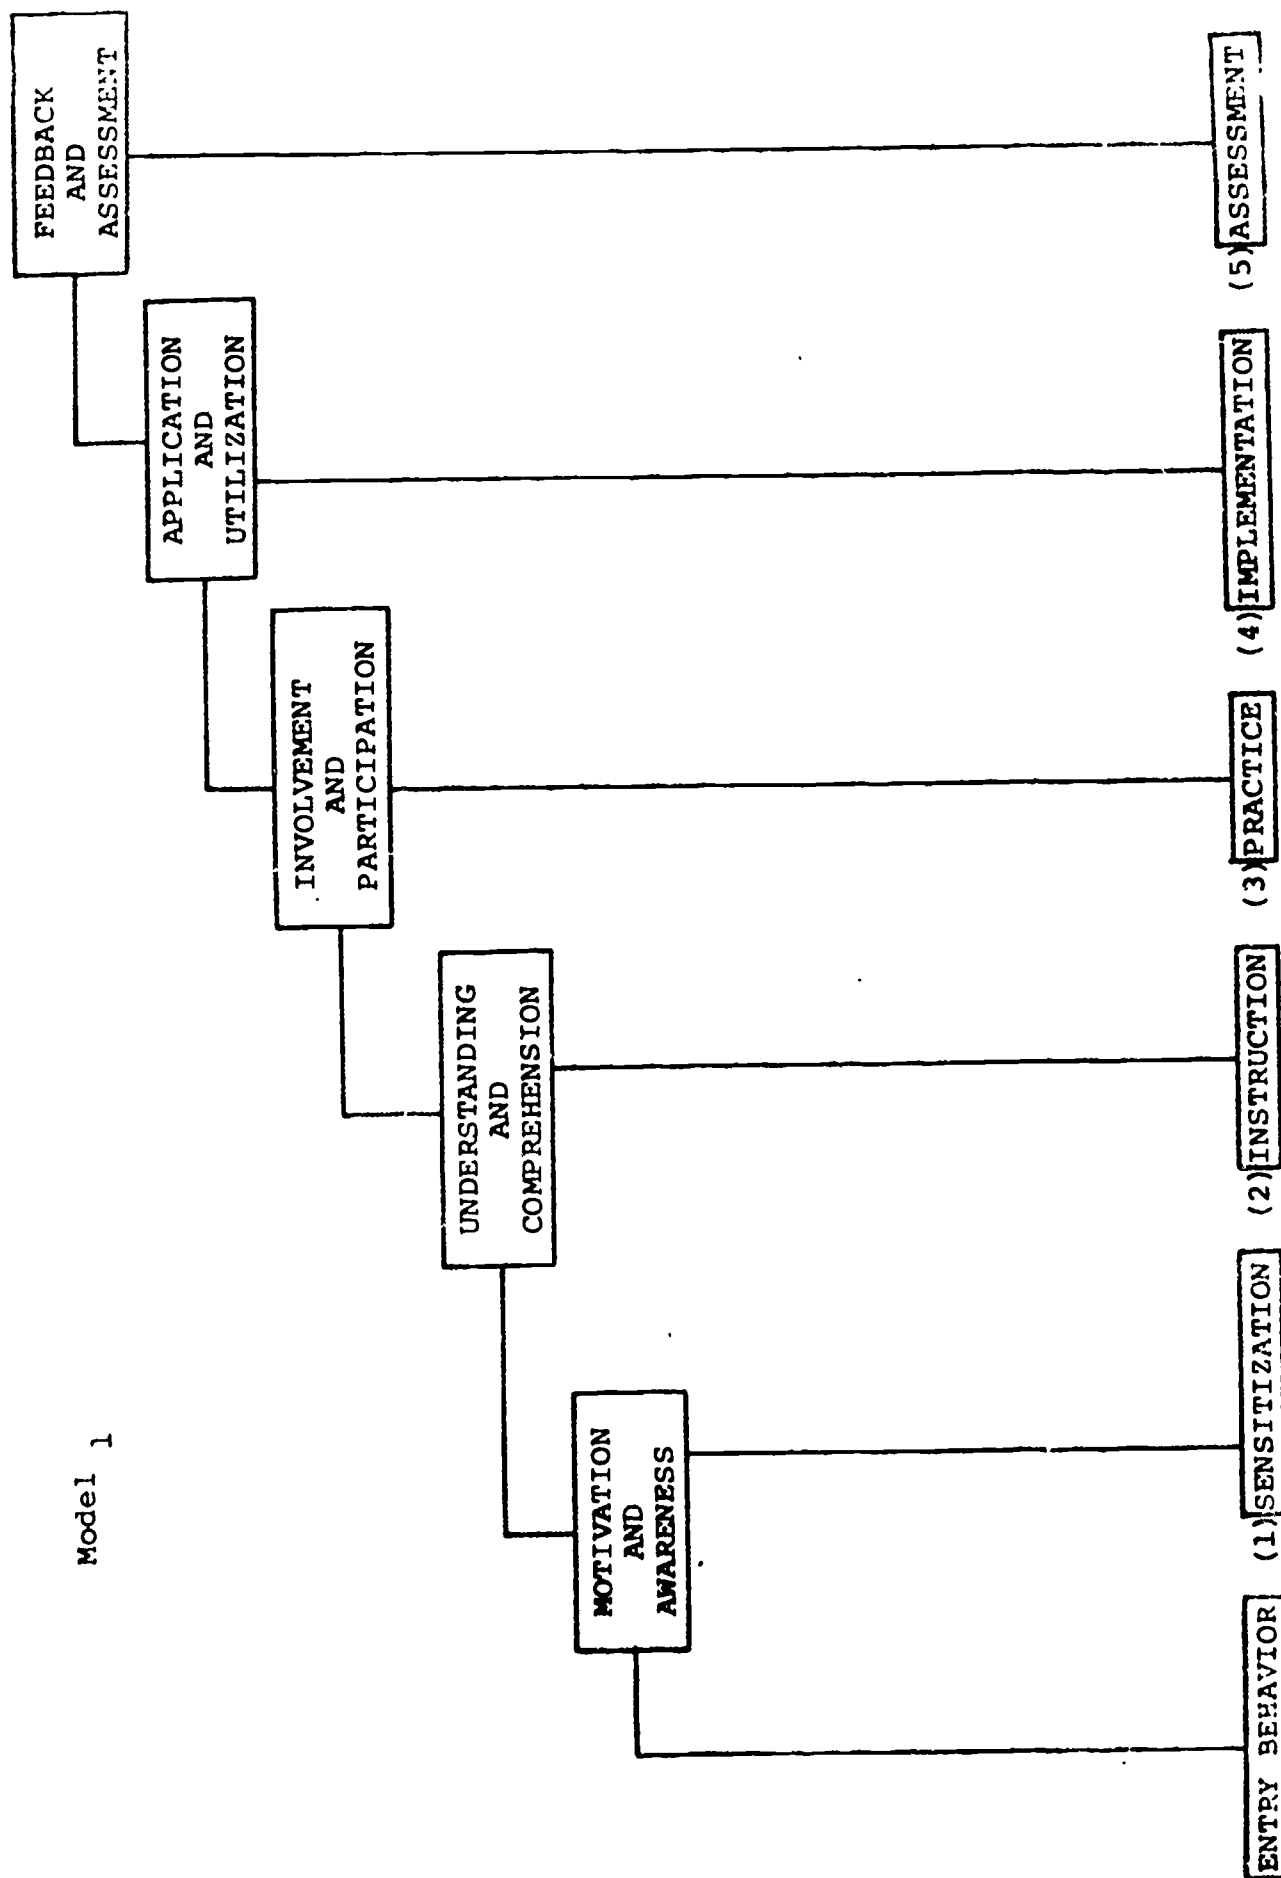 Model 1
FEEDBACK
AND
ASSESSMENT
APPLICATION
AND
UTILIZATION
INVOLVEMENT
AND
PARTICIPATION
UNDERSTANDING
AND
COMPREHENSION
MOTIVATION
AND
AWARENESS
ENTRY BEHAVIOR (1) SENSITIZATION (2) INSTRUCTION (3) PRACTICE (4) IMPLEMENTATION (5) ASSESSMENT